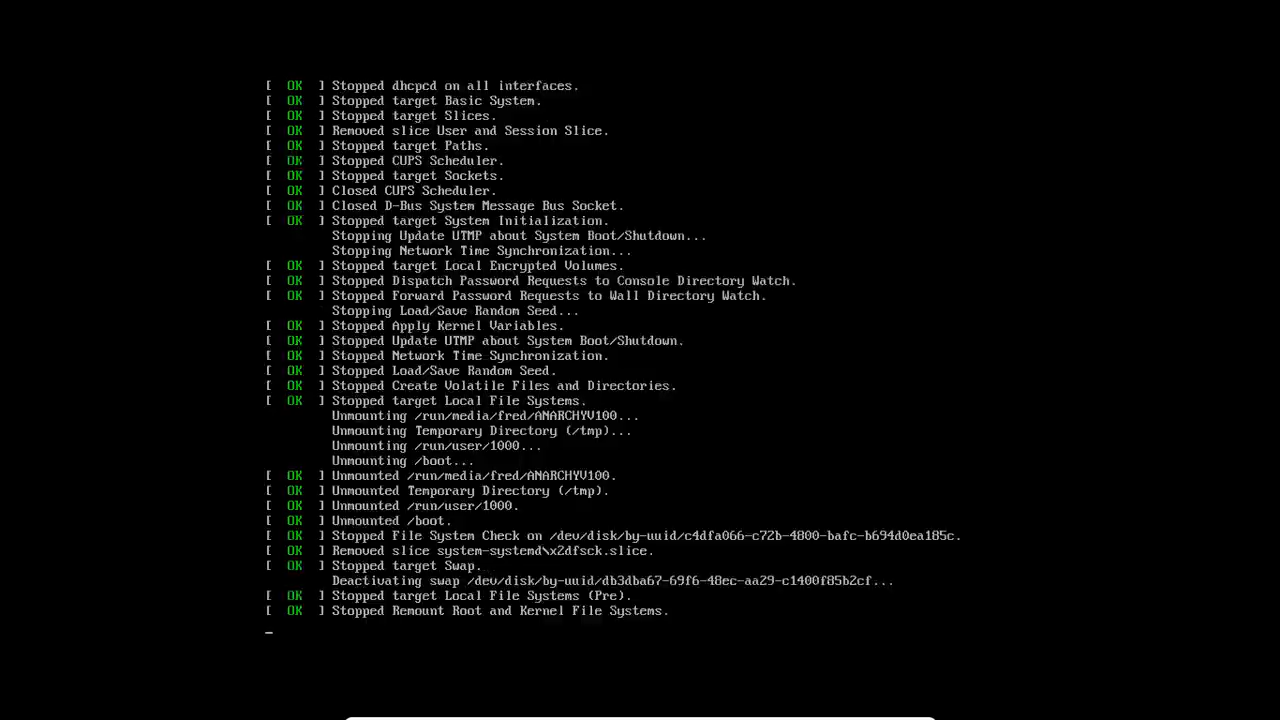 [  OK  ] Stopped dhcpcd on all interfaces.
[  OK  ] Stopped target Basic System.
[  OK  ] Stopped target Slices.
[  OK  ] Removed slice User and Session Slice.
[  OK  ] Stopped target Paths.
[  OK  ] Stopped CUPS Scheduler.
[  OK  ] Stopped target Sockets.
[  OK  ] Closed CUPS Scheduler.
[  OK  ] Closed D-Bus System Message Bus Socket.
[  OK  ] Stopped target System Initialization.
Stopping Update UTMP about System Boot/Shutdown...
Stopping Network Time Synchronization...
[  OK  ] Stopped target Local Encrypted Volumes.
[  OK  ] Stopped Dispatch Password Requests to Console Directory Watch.
[  OK  ] Stopped Forward Password Requests to Wall Directory Watch.
Stopping Load/Save Random Seed...
[  OK  ] Stopped Apply Kernel Variables.
[  OK  ] Stopped Update UTMP about System Boot/Shutdown.
[  OK  ] Stopped Network Time Synchronization.
[  OK  ] Stopped Load/Save Random Seed.
[  OK  ] Stopped Create Volatile Files and Directories.
[  OK  ] Stopped target Local File Systems.
Unmounting /run/media/fred/ANARCHYV100...
Unmounting Temporary Directory (/tmp)...
Unmounting /run/user/1000...
Unmounting /boot...
[  OK  ] Unmounted /run/media/fred/ANARCHYV100.
[  OK  ] Unmounted Temporary Directory (/tmp).
[  OK  ] Unmounted /run/user/1000.
[  OK  ] Unmounted /boot.
[  OK  ] Stopped File System Check on /dev/disk/by-uuid/c4dfa066-c72b-4800-bafc-b694d0ea185c.
[  OK  ] Removed slice system-systemd\x2dfsck.slice.
[  OK  ] Stopped target Swap.
Deactivating swap /dev/disk/by-uuid/db3dba67-69f6-48ec-aa29-c1400f85b2cf...
[  OK  ] Stopped target Local File Systems (Pre).
[  OK  ] Stopped Remount Root and Kernel File Systems.